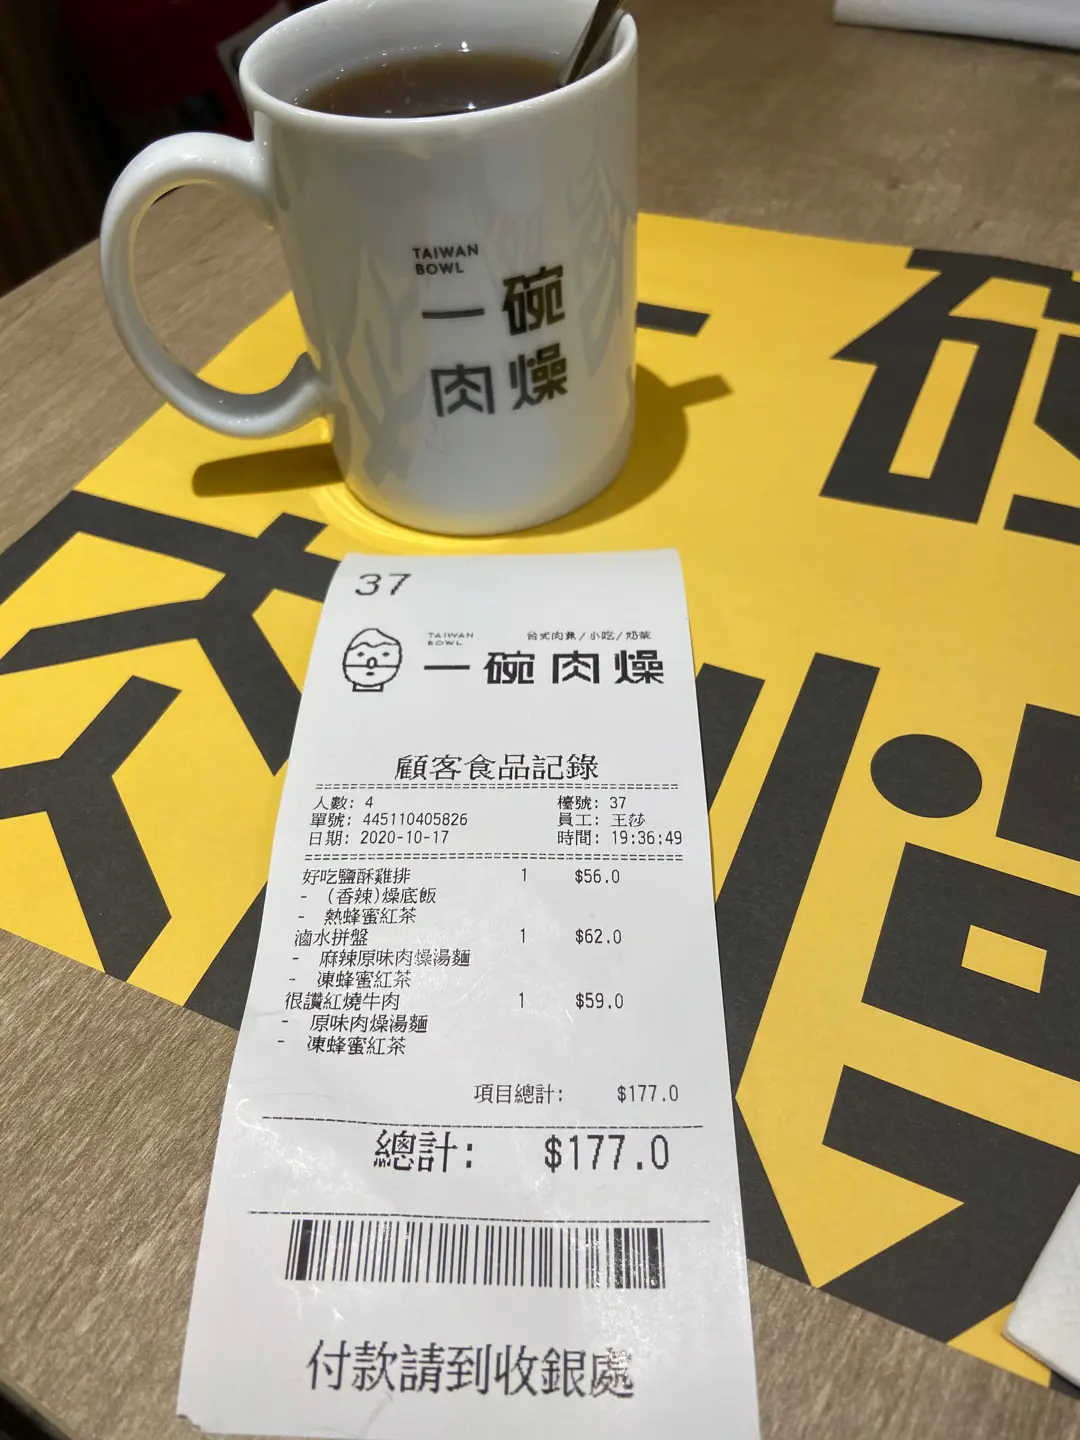 TAIWAN
BOWL
一碗
肉燥
37
TAIWAN
BOWL
台式肉燥/小吃/奶茶
一碗肉燥
顧客食品記錄
人數: 4 檯號: 37
單號: 445110405826 員工: 王莎
日期: 2020-10-17 時間: 19:36:49
好吃鹽酥雞排 1 $56.0
- (香辣)燥底飯
- 熱蜂蜜紅茶
滷水拼盤 1 $62.0
- 麻辣原味肉燥湯麵
- 凍蜂蜜紅茶
很讚紅燒牛肉 1 $59.0
- 原味肉燥湯麵
- 凍蜂蜜紅茶
項目總計: $177.0
總計: $177.0
付款請到收銀處